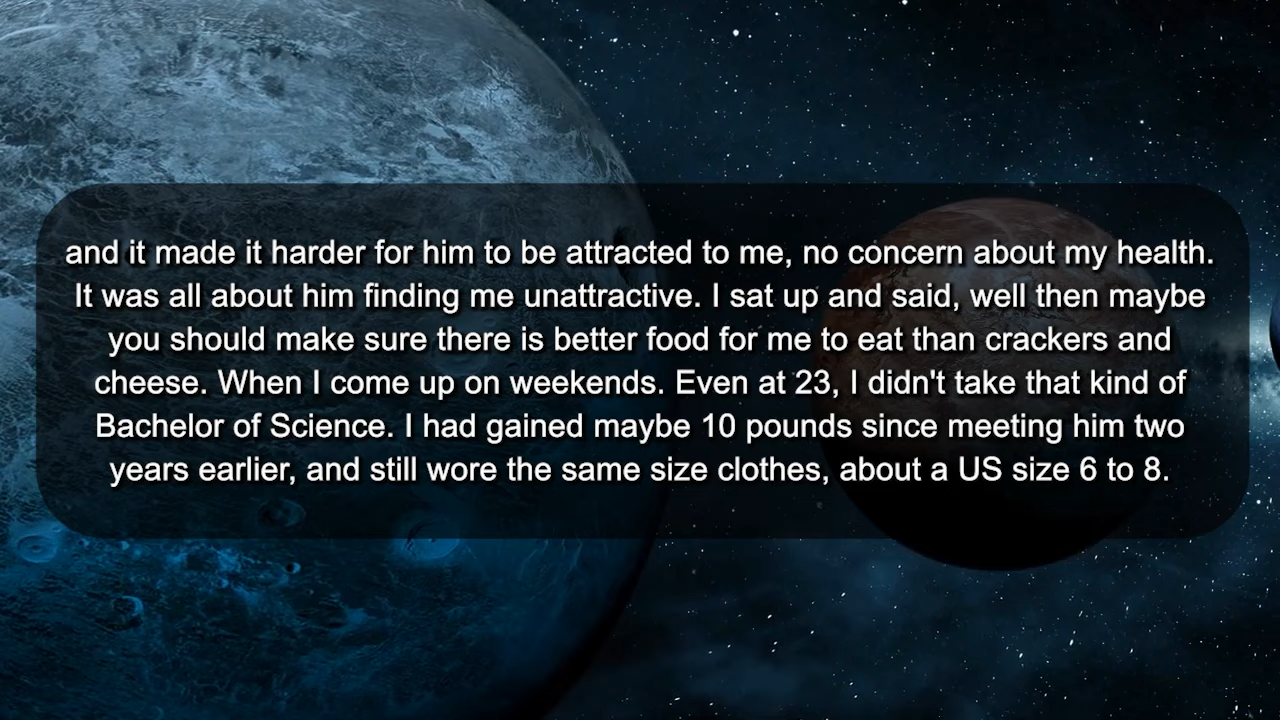 and it made it harder for him to be attracted to me, no concern about my health.
It was all about him finding me unattractive. I sat up and said, well then maybe
you should make sure there is better food for me to eat than crackers and
cheese. When I come up on weekends. Even at 23, I didn't take that kind of
Bachelor of Science. I had gained maybe 10 pounds since meeting him two
years earlier, and still wore the same size clothes, about a US size 6 to 8.